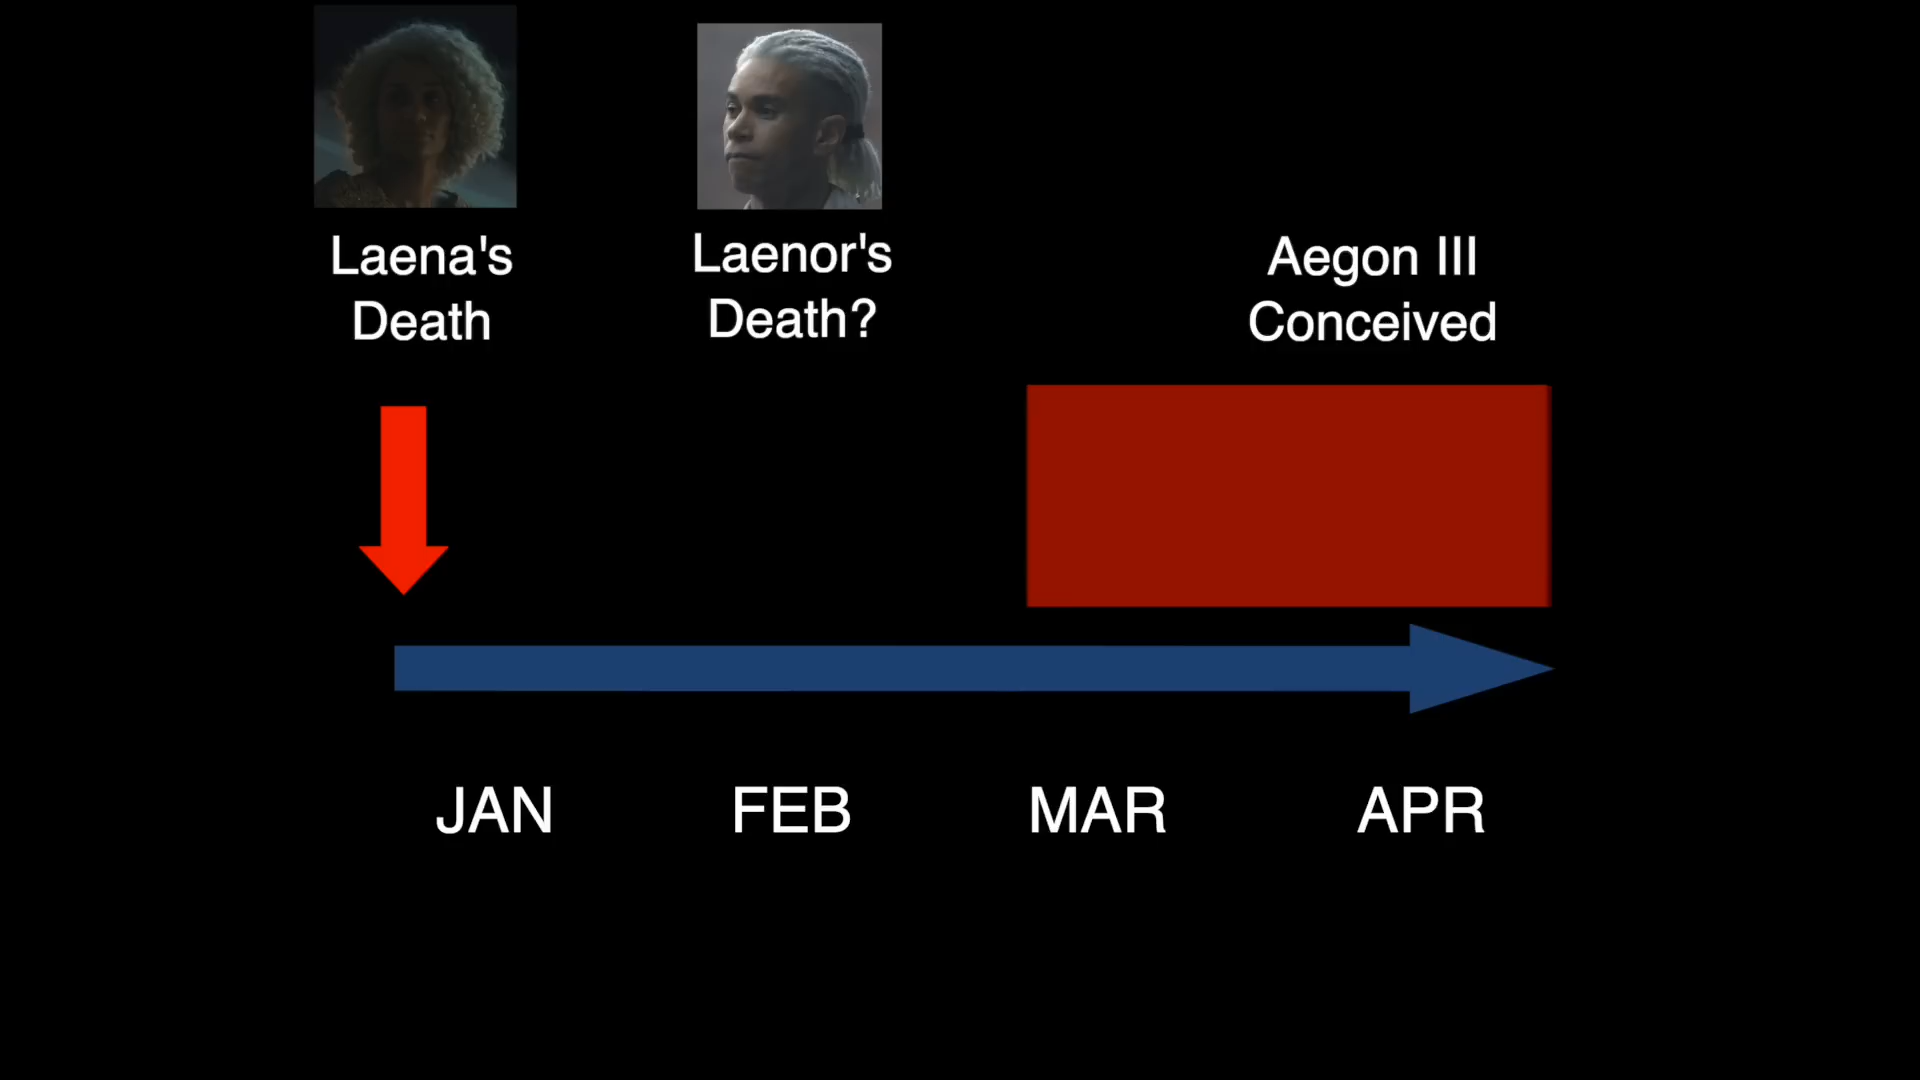 Laena's
Death
Laenor's
Death?
Aegon III
Conceived
JAN
FEB
MAR
APR